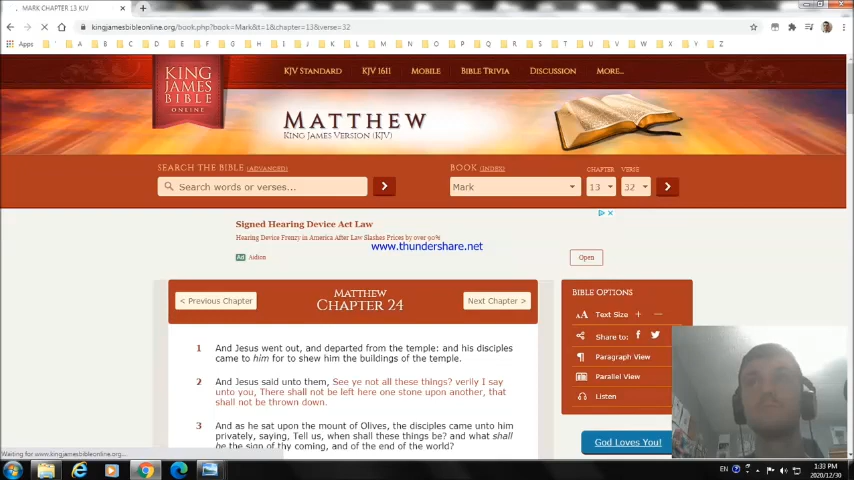 MARK CHAPTER 13 KJV
kingjamesbibleonline.org/book.php?book=Mark&t=1&chapter=13&verse=32
Apps A B C D E F G H I J K L M N O P Q R S T U V W X Y Z
KING JAMES BIBLE ONLINE
KJV STANDARD KJV 1611 MOBILE BIBLE TRIVIA DISCUSSION MORE...
MATTHEW
KING JAMES VERSION (KJV)
SEARCH THE BIBLE (ADVANCED) BOOK (INDEX) CHAPTER VERSE
Search words or verses... Mark 13 32
Signed Hearing Device Act Law
Hearing Device Frenzy in America After Law Slashes Prices by over 90%
www.thundershare.net
Ad Aidion Open
< Previous Chapter MATTHEW CHAPTER 24 Next Chapter >
BIBLE OPTIONS
Text Size + −
Share to:
Paragraph View
Parallel View
Listen
1 And Jesus went out, and departed from the temple: and his disciples
came to him for to shew him the buildings of the temple.
2 And Jesus said unto them, See ye not all these things? verily I say
unto you, There shall not be left here one stone upon another, that
shall not be thrown down.
3 And as he sat upon the mount of Olives, the disciples came unto him
privately, saying, Tell us, when shall these things be? and what shall
be the sign of thy coming, and of the end of the world?
God Loves You!
Waiting for www.kingjamesbibleonline.org...
EN 1:33 PM
2020/12/30